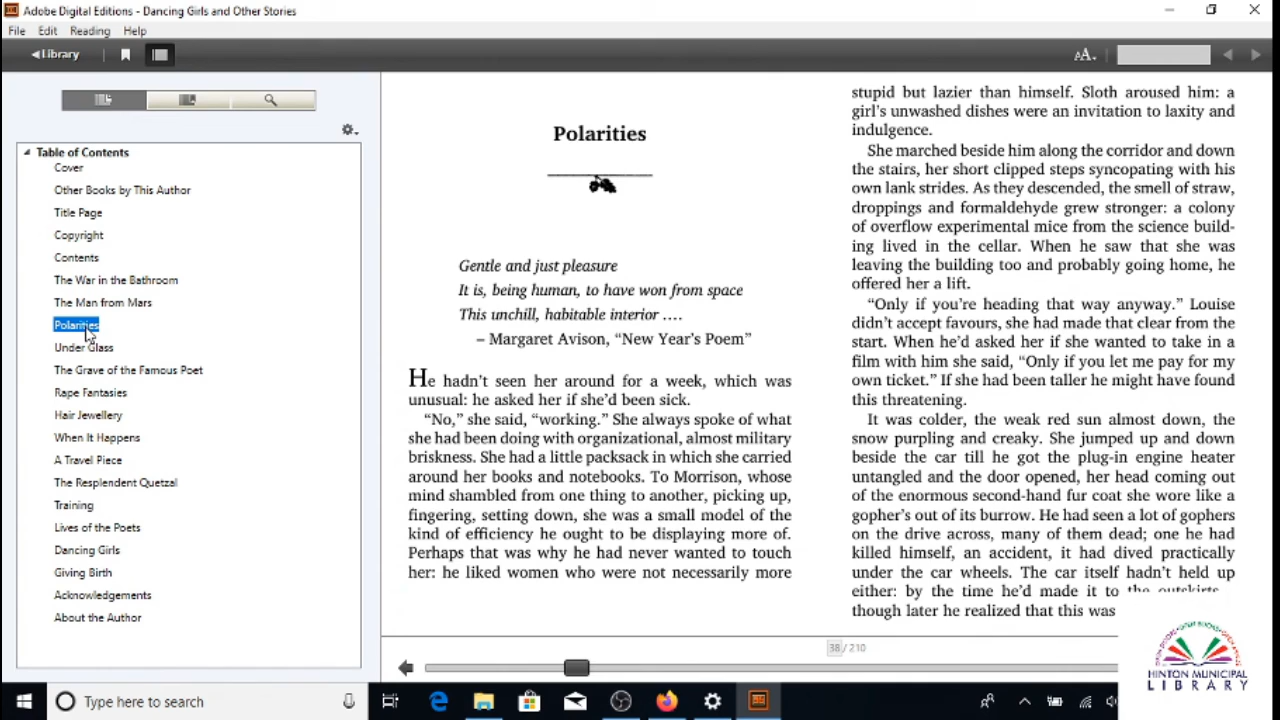 Adobe Digital Editions - Dancing Girls and Other Stories
File Edit Reading Help
Library
AA
Table of Contents
Cover
Other Books by This Author
Title Page
Copyright
Contents
The War in the Bathroom
The Man from Mars
Polarities
Under Glass
The Grave of the Famous Poet
Rape Fantasies
Hair Jewellery
When It Happens
A Travel Piece
The Resplendent Quetzal
Training
Lives of the Poets
Dancing Girls
Giving Birth
Acknowledgements
About the Author
Polarities
Gentle and just pleasure
It is, being human, to have won from space
This unchill, habitable interior ....
– Margaret Avison, “New Year’s Poem”
He hadn’t seen her around for a week, which was
unusual: he asked her if she’d been sick.
“No,” she said, “working.” She always spoke of what
she had been doing with organizational, almost military
briskness. She had a little packsack in which she carried
around her books and notebooks. To Morrison, whose
mind shambled from one thing to another, picking up,
fingering, setting down, she was a small model of the
kind of efficiency he ought to be displaying more of.
Perhaps that was why he had never wanted to touch
her: he liked women who were not necessarily more
stupid but lazier than himself. Sloth aroused him: a
girl’s unwashed dishes were an invitation to laxity and
indulgence.
She marched beside him along the corridor and down
the stairs, her short clipped steps syncopating with his
own lank strides. As they descended, the smell of straw,
droppings and formaldehyde grew stronger: a colony
of overflow experimental mice from the science build-
ing lived in the cellar. When he saw that she was
leaving the building too and probably going home, he
offered her a lift.
“Only if you’re heading that way anyway.” Louise
didn’t accept favours, she had made that clear from the
start. When he’d asked her if she wanted to take in a
film with him she said, “Only if you let me pay for my
own ticket.” If she had been taller he might have found
this threatening.
It was colder, the weak red sun almost down, the
snow purpling and creaky. She jumped up and down
beside the car till he got the plug-in engine heater
untangled and the door opened, her head coming out
of the enormous second-hand fur coat she wore like a
gopher’s out of its burrow. He had seen a lot of gophers
on the drive across, many of them dead; one he had
killed himself, an accident, it had dived practically
under the car wheels. The car itself hadn’t held up
either: by the time he’d made it to the outskirts
though later he realized that this was
38 / 210
HINTON MUNICIPAL
LIBRARY
Type here to search